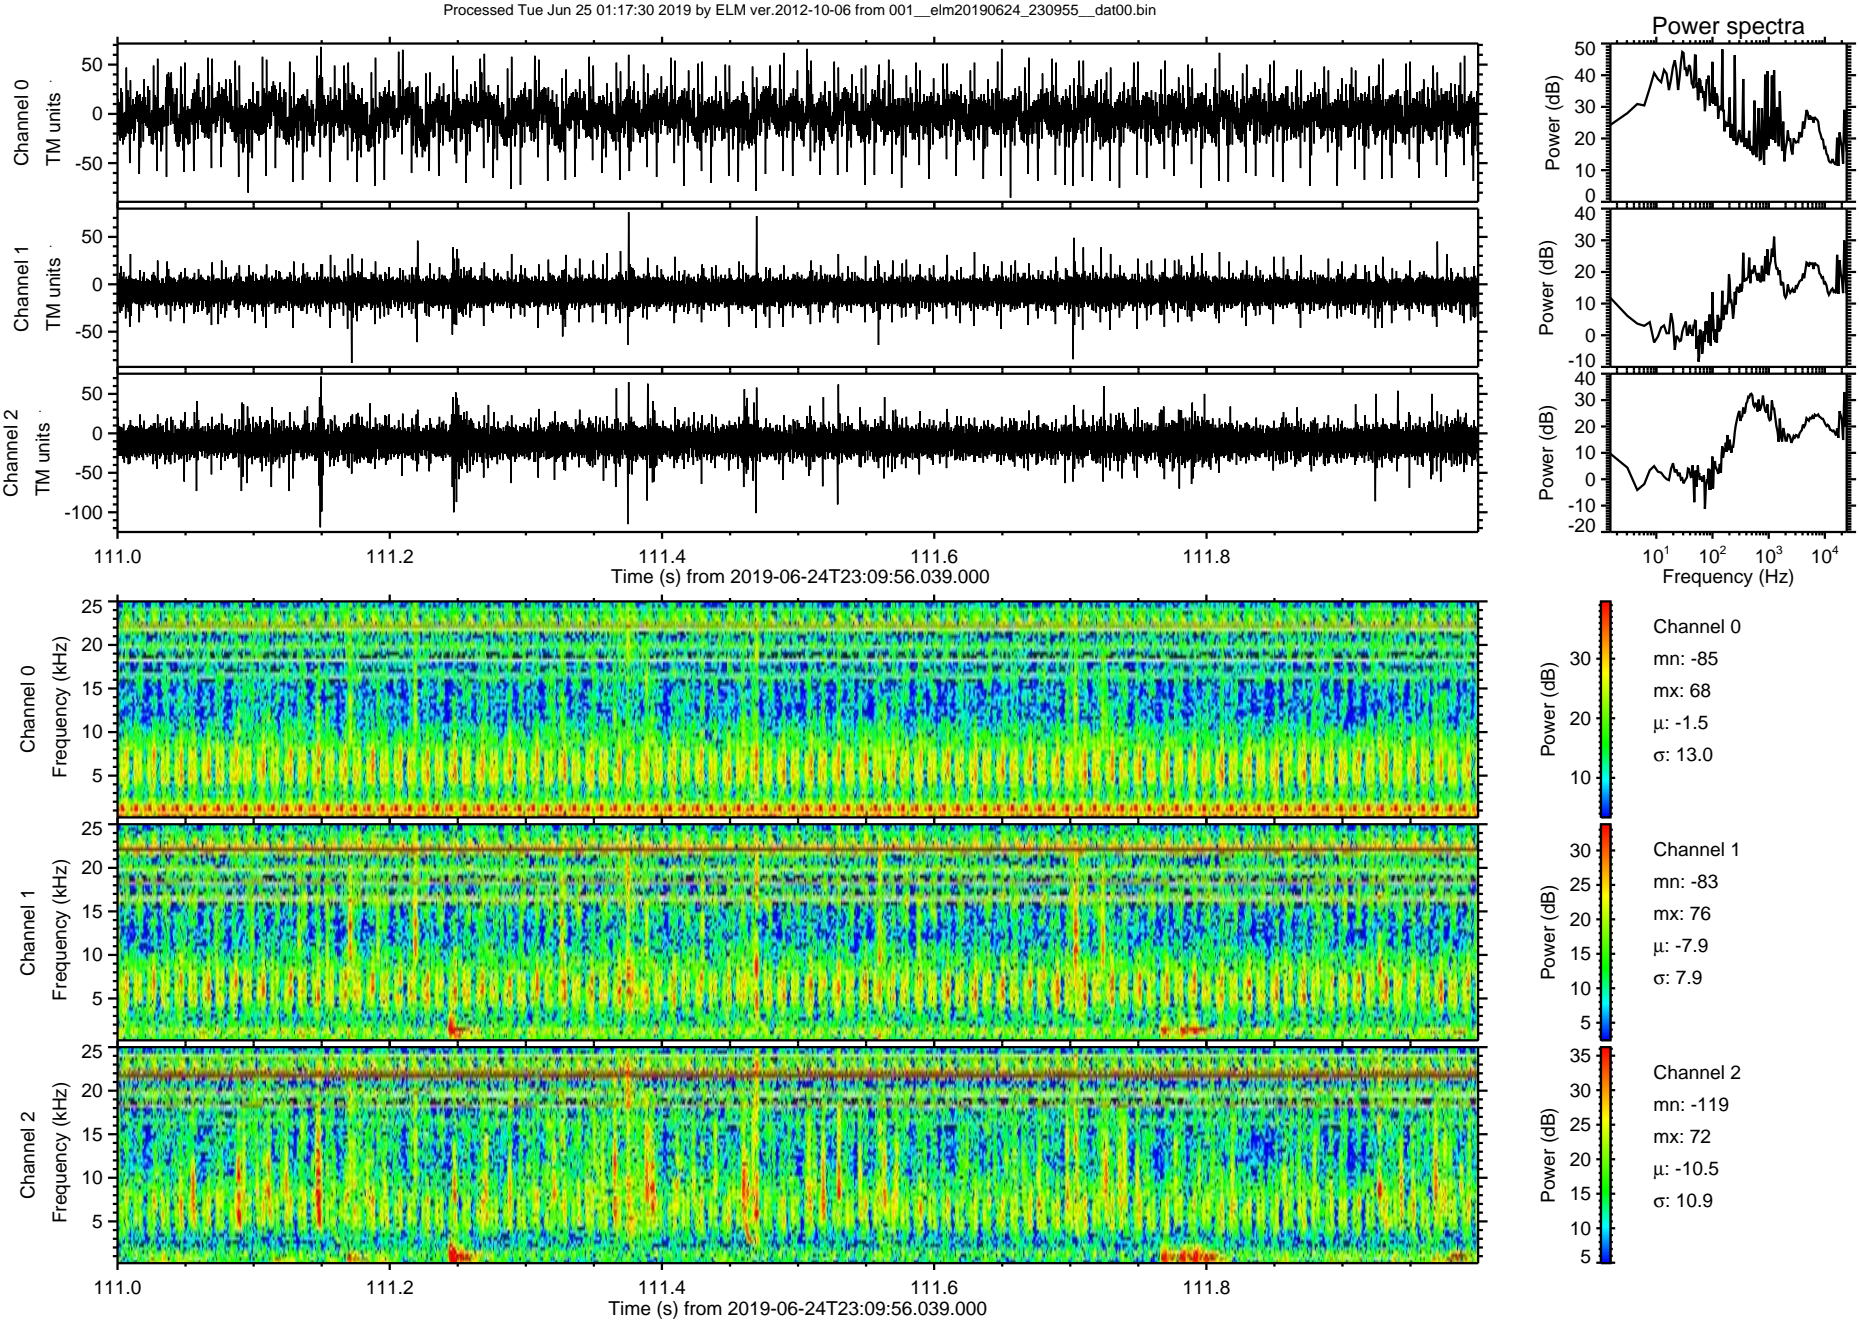 Processed Tue Jun 25 01:17:30 2019 by ELM ver.2012-10-06 from 001__elm20190624_230955__dat00.bin
Power spectra
Channel 0
TM units
50
0
-50
Power (dB)
50
40
30
20
10
0
Channel 1
TM units
50
0
-50
Power (dB)
40
30
20
10
0
-10
Channel 2
TM units
50
0
-50
-100
Power (dB)
40
30
20
10
0
-10
-20
111.0 111.2 111.4 111.6 111.8
Time (s) from 2019-06-24T23:09:56.039.000
10¹ 10² 10³ 10⁴
Frequency (Hz)
Channel 0
Frequency (kHz)
25
20
15
10
5
Power (dB)
30
20
10
Channel 0
mn: -85
mx: 68
μ: -1.5
σ: 13.0
Channel 1
Frequency (kHz)
25
20
15
10
5
Power (dB)
30
25
20
15
10
5
Channel 1
mn: -83
mx: 76
μ: -7.9
σ: 7.9
Channel 2
Frequency (kHz)
25
20
15
10
5
Power (dB)
35
30
25
20
15
10
5
Channel 2
mn: -119
mx: 72
μ: -10.5
σ: 10.9
111.0 111.2 111.4 111.6 111.8
Time (s) from 2019-06-24T23:09:56.039.000